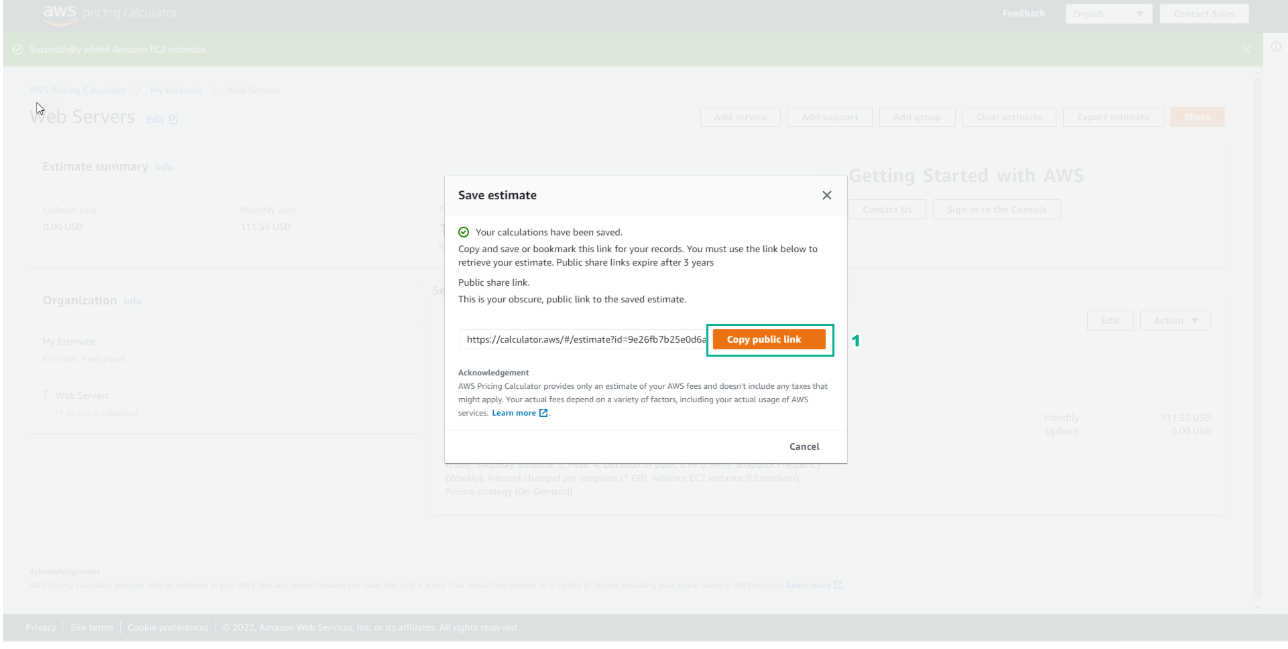 aws pricing calculator
Feedback
English
Contact Sales
Successfully added Amazon EC2 estimate.
AWS Pricing Calculator > My Estimate > Web Servers
Web Servers Edit
Add service
Add support
Add group
Clear estimate
Export estimate
Share
Estimate summary Info
Upfront cost
0.00 USD
Monthly cost
111.55 USD
Getting Started with AWS
Contact Us
Sign in to the Console
Save estimate
Your calculations have been saved.
Copy and save or bookmark this link for your records. You must use the link below to
retrieve your estimate. Public share links expire after 3 years
Public share link.
This is your obscure, public link to the saved estimate.
https://calculator.aws/#/estimate?id=9e26fb7b25e0d6a
Copy public link
1
Acknowledgement
AWS Pricing Calculator provides only an estimate of your AWS fees and doesn't include any taxes that
might apply. Your actual fees depend on a variety of factors, including your actual usage of AWS
services. Learn more
Cancel
Organization Info
My Estimate
(0 service, 1 subgroup)
Web Servers
(1 service, 0 subgroup)
Edit
Action
Monthly: 111.55 USD
Upfront: 0.00 USD
(Weekly), Amount changed per snapshot (1 GB), Advance EC2 instance (t2.medium),
Pricing strategy (On-Demand)
Acknowledgement
AWS Pricing Calculator provides only an estimate of your AWS fees and doesn't include any taxes that might apply. Your actual fees depend on a variety of factors, including your actual usage of AWS services. Learn more
Privacy | Site terms | Cookie preferences | © 2022, Amazon Web Services, Inc. or its affiliates. All rights reserved.